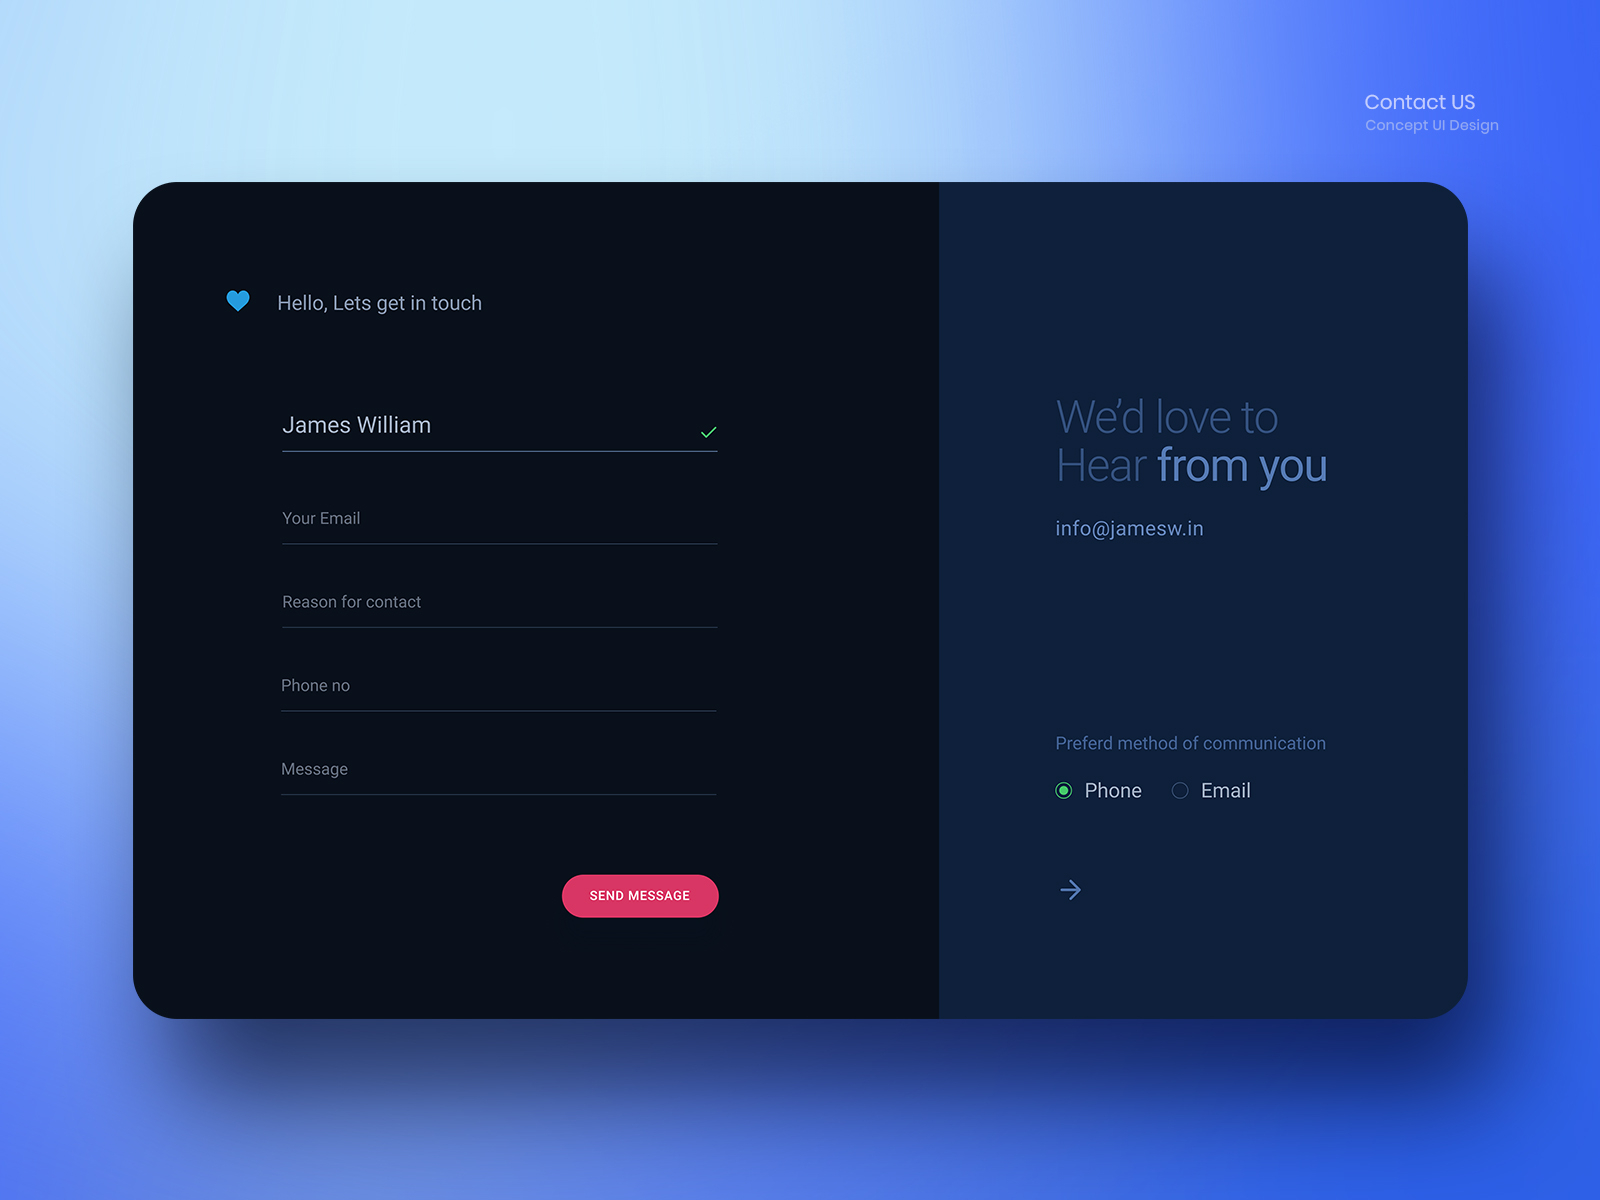 Contact US
Concept UI Design
Hello, Lets get in touch
James William
Your Email
Reason for contact
Phone no
Message
SEND MESSAGE
We’d love to
Hear from you
info@jamesw.in
Preferd method of communication
Phone
Email